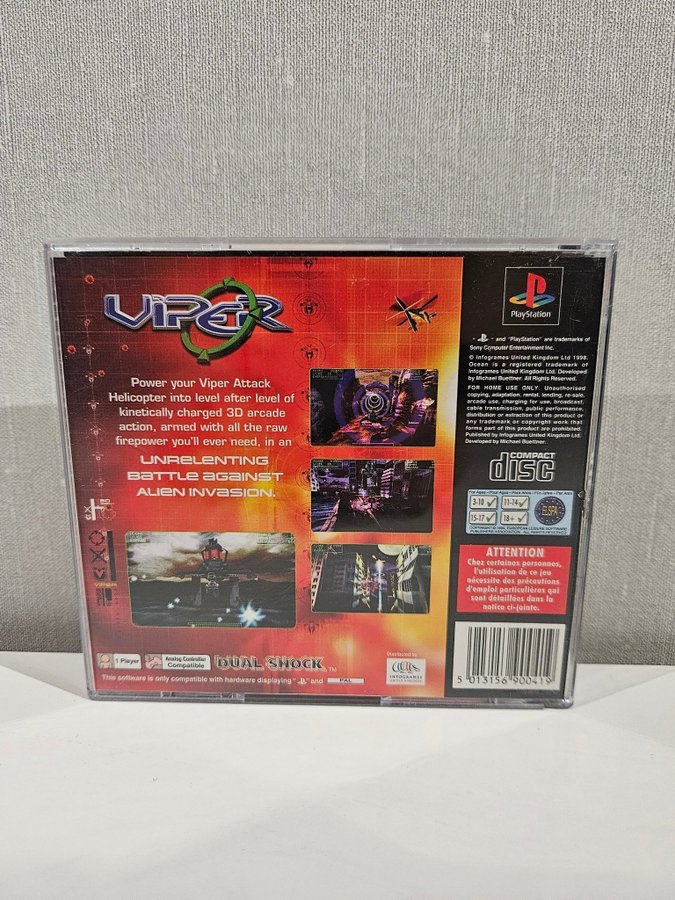 VIPER
Power your Viper Attack
Helicopter into level after level of
kinetically charged 3D arcade
action, armed with all the raw
firepower you'll ever need, in an
UNRELENTING
BATTLE AGAINST
ALIEN INVASION.
1 Player
Analog Controller
Compatible
DUAL SHOCK™
This software is only compatible with hardware displaying " " and PAL
Distributed by
INFOGRAMES
PlayStation
" " and "PlayStation" are trademarks of
Sony Computer Entertainment Inc.
© Infogrames United Kingdom Ltd 1998.
Ocean is a registered trademark of
Infogrames United Kingdom Ltd. Developed
by Michael Buettner. All Rights Reserved.
FOR HOME USE ONLY. Unauthorised
copying, adaptation, rental, lending, re-sale,
arcade use, charging for use, broadcast,
cable transmission, public performance,
distribution or extraction of this product or
any trademark or copyright work that
forms part of this product are prohibited.
Published by Infogrames United Kingdom Ltd.
Developed by Michael Buettner.
COMPACT
disc
3-10
11-14
15-17
18+
ELSPA
ATTENTION
Chez certaines personnes,
l'utilisation de ce jeu
nécessite des précautions
d'emploi particulières qui
sont détaillées dans la
notice ci-jointe.
5 013156 900419